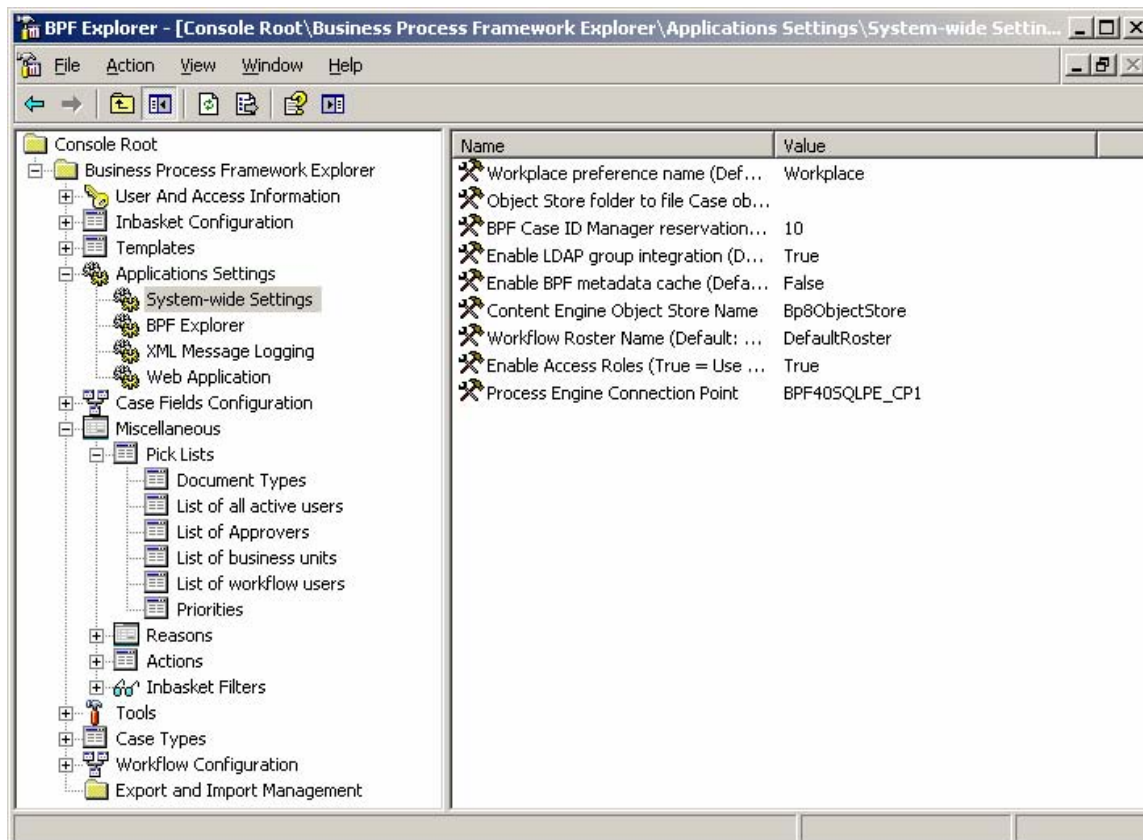 BPF Explorer - [Console Root\Business Process Framework Explorer\Applications Settings\System-wide Settin...
File Action View Window Help
Console Root
Business Process Framework Explorer
User And Access Information
Inbasket Configuration
Templates
Applications Settings
System-wide Settings
BPF Explorer
XML Message Logging
Web Application
Case Fields Configuration
Miscellaneous
Pick Lists
Document Types
List of all active users
List of Approvers
List of business units
List of workflow users
Priorities
Reasons
Actions
Inbasket Filters
Tools
Case Types
Workflow Configuration
Export and Import Management
Name Value
Workplace preference name (Def... Workplace
Object Store folder to file Case ob...
BPF Case ID Manager reservation... 10
Enable LDAP group integration (D... True
Enable BPF metadata cache (Defa... False
Content Engine Object Store Name Bp8ObjectStore
Workflow Roster Name (Default: ... DefaultRoster
Enable Access Roles (True = Use ... True
Process Engine Connection Point BPF40SQLPE_CP1